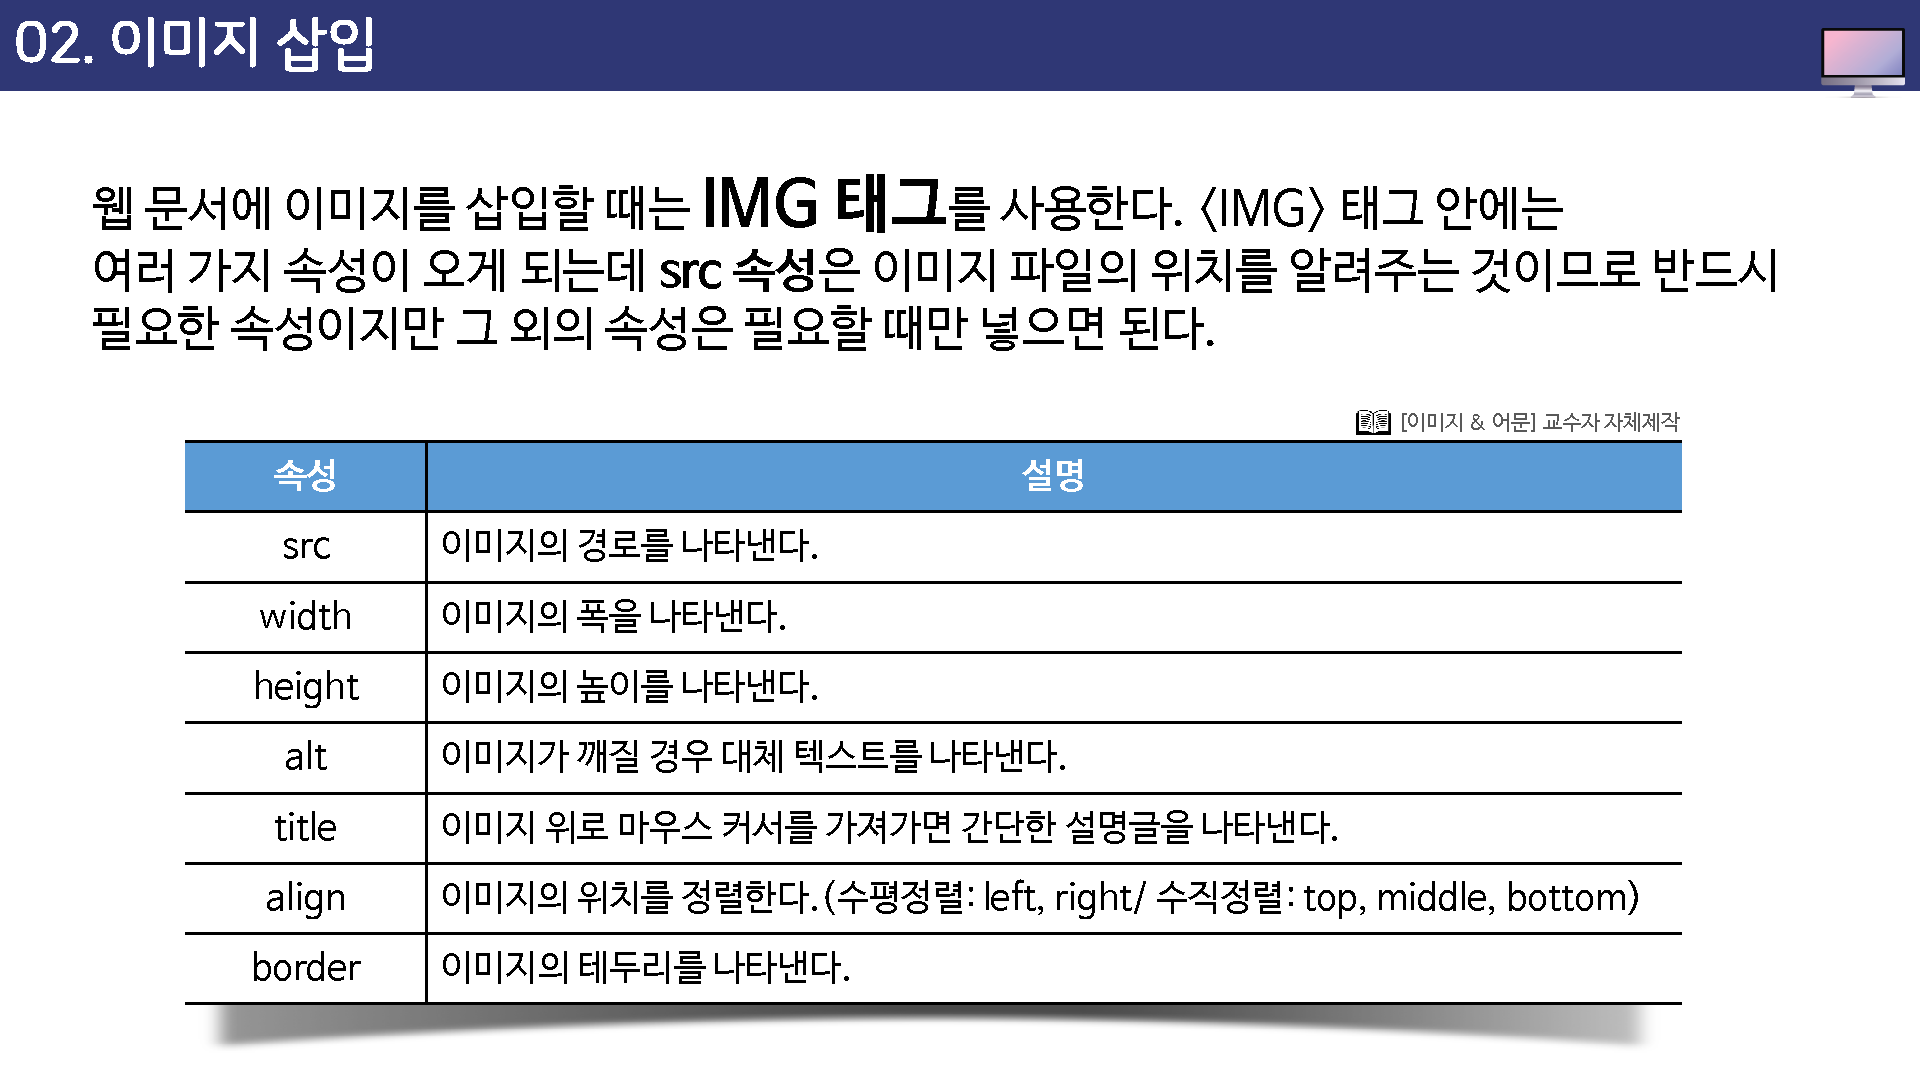 02. 이미지 삽입
웹 문서에 이미지를 삽입할 때는 IMG 태그를 사용한다. <IMG> 태그 안에는
여러 가지 속성이 오게 되는데 src 속성은 이미지 파일의 위치를 알려주는 것이므로 반드시
필요한 속성이지만 그 외의 속성은 필요할 때만 넣으면 된다.
[이미지 & 어문] 교수자 자체제작
속성 설명
src 이미지의 경로를 나타낸다.
width 이미지의 폭을 나타낸다.
height 이미지의 높이를 나타낸다.
alt 이미지가 깨질 경우 대체 텍스트를 나타낸다.
title 이미지 위로 마우스 커서를 가져가면 간단한 설명글을 나타낸다.
align 이미지의 위치를 정렬한다.(수평정렬: left, right/ 수직정렬: top, middle, bottom)
border 이미지의 테두리를 나타낸다.